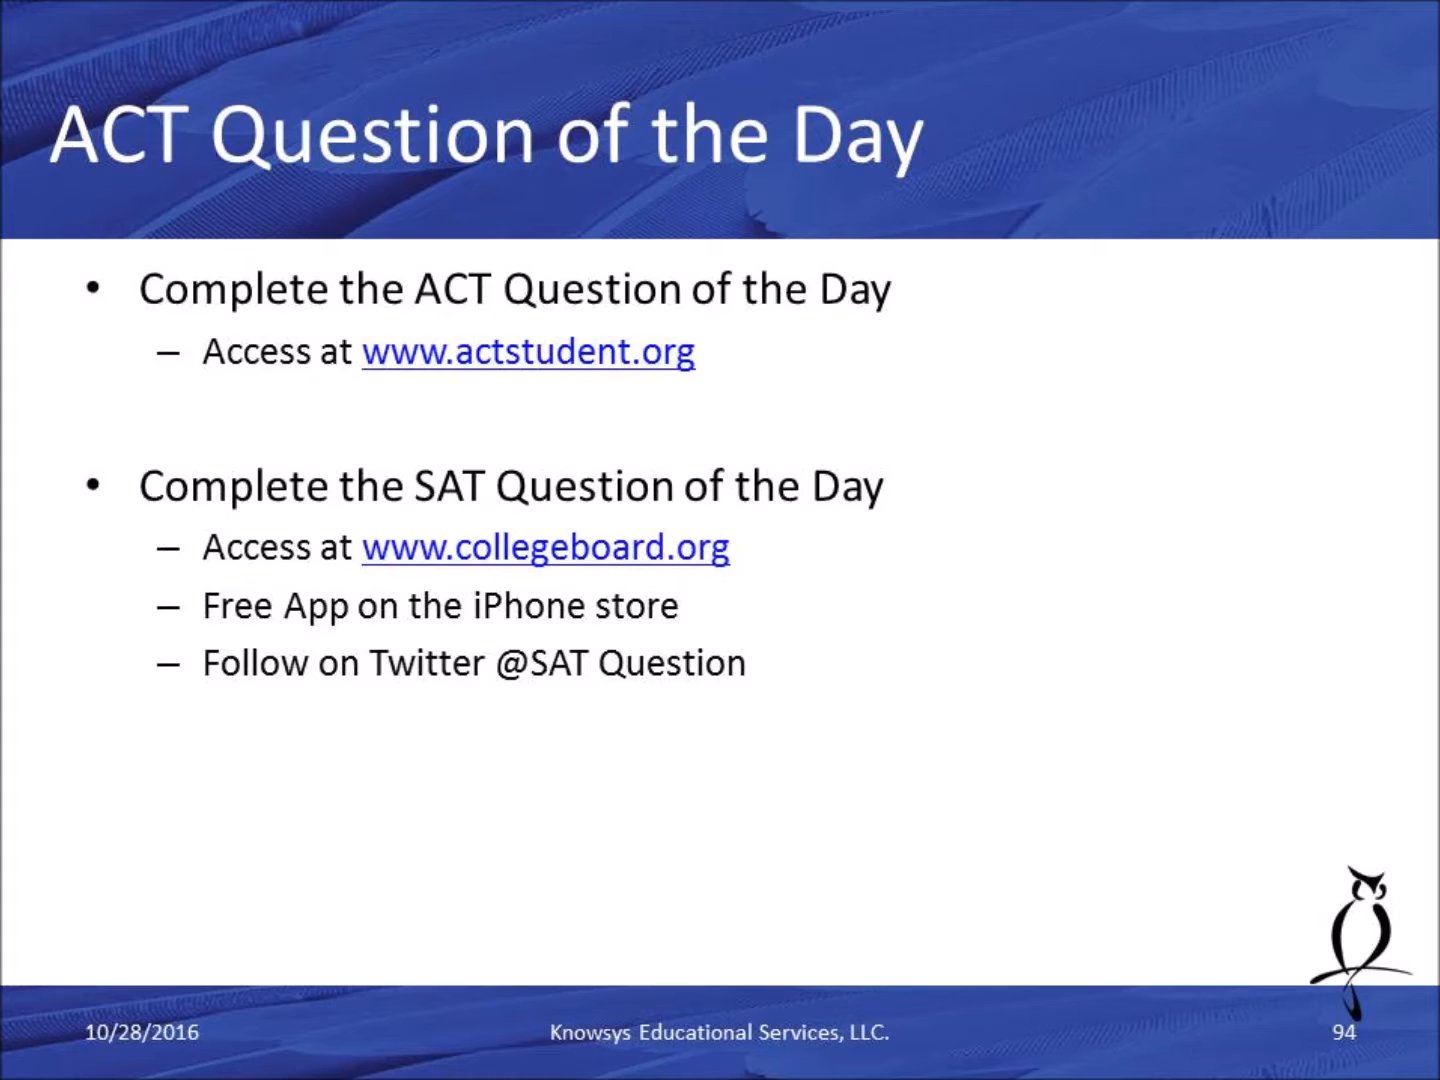 ACT Question of the Day
• Complete the ACT Question of the Day
– Access at www.actstudent.org
• Complete the SAT Question of the Day
– Access at www.collegeboard.org
– Free App on the iPhone store
– Follow on Twitter @SAT Question
10/28/2016
Knowsys Educational Services, LLC.
94